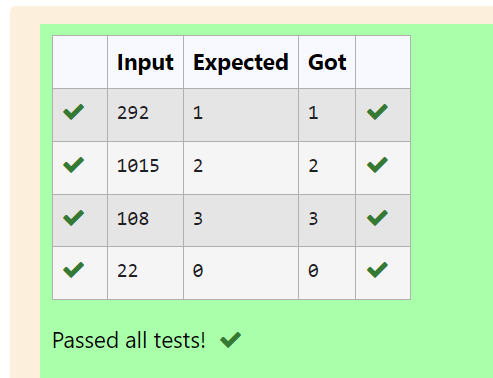 Input Expected Got
292 1 1
1015 2 2
108 3 3
22 0 0
Passed all tests!